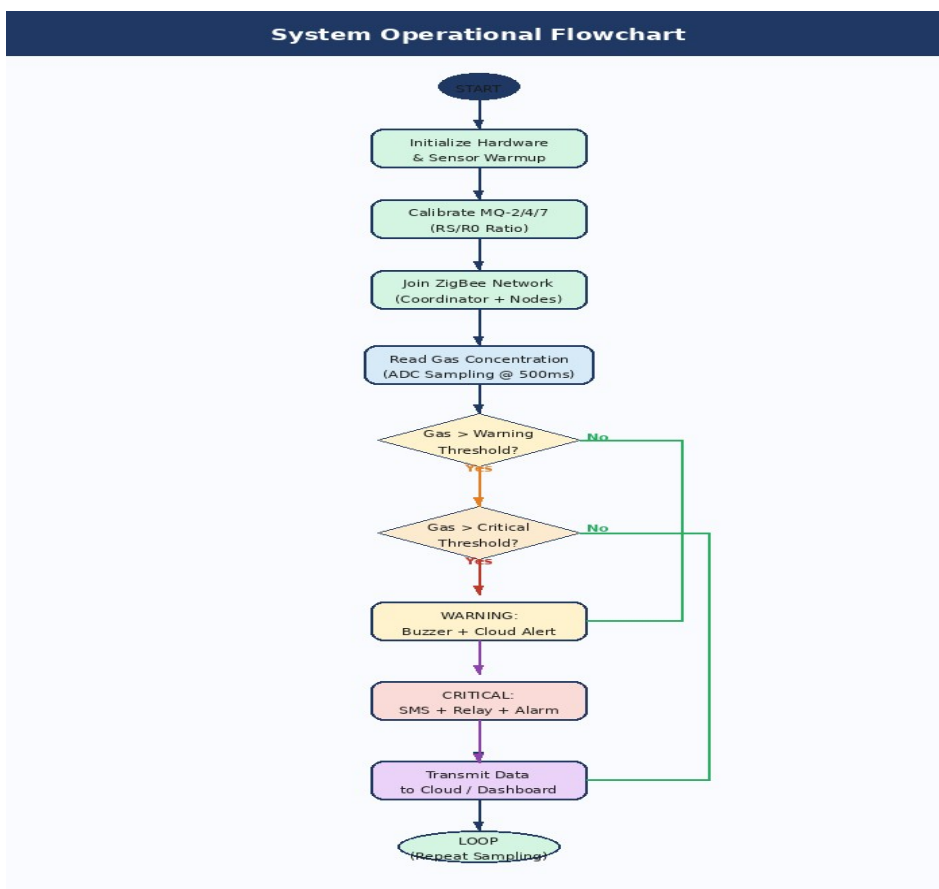 System Operational Flowchart
START
Initialize Hardware
& Sensor Warmup
Calibrate MQ-2/4/7
(RS/R0 Ratio)
Join ZigBee Network
(Coordinator + Nodes)
Read Gas Concentration
(ADC Sampling @ 500ms)
Gas > Warning
Threshold?
No
Yes
Gas > Critical
Threshold?
No
Yes
WARNING:
Buzzer + Cloud Alert
CRITICAL:
SMS + Relay + Alarm
Transmit Data
to Cloud / Dashboard
LOOP
(Repeat Sampling)